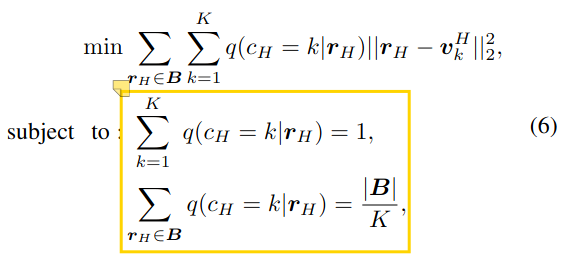 min ∑_{r_H∈B} ∑_{k=1}^{K} q(c_H = k|r_H)||r_H − v_k^H||_2^2,
subject to : ∑_{k=1}^{K} q(c_H = k|r_H) = 1,
(6)
∑_{r_H∈B} q(c_H = k|r_H) = |B|/K,